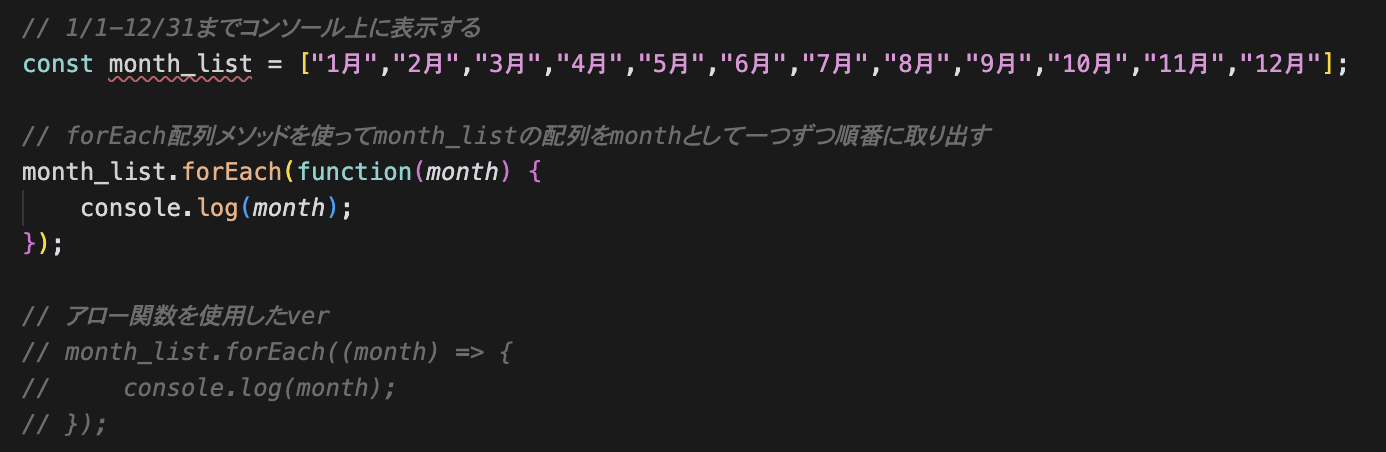 // 1/1-12/31までコンソール上に表示する
const month_list = ["1月","2月","3月","4月","5月","6月","7月","8月","9月","10月","11月","12月"];
// forEach配列メソッドを使ってmonth_listの配列をmonthとして一つずつ順番に取り出す
month_list.forEach(function(month) {
    console.log(month);
});
// アロー関数を使用したver
// month_list.forEach((month) => {
//     console.log(month);
// });